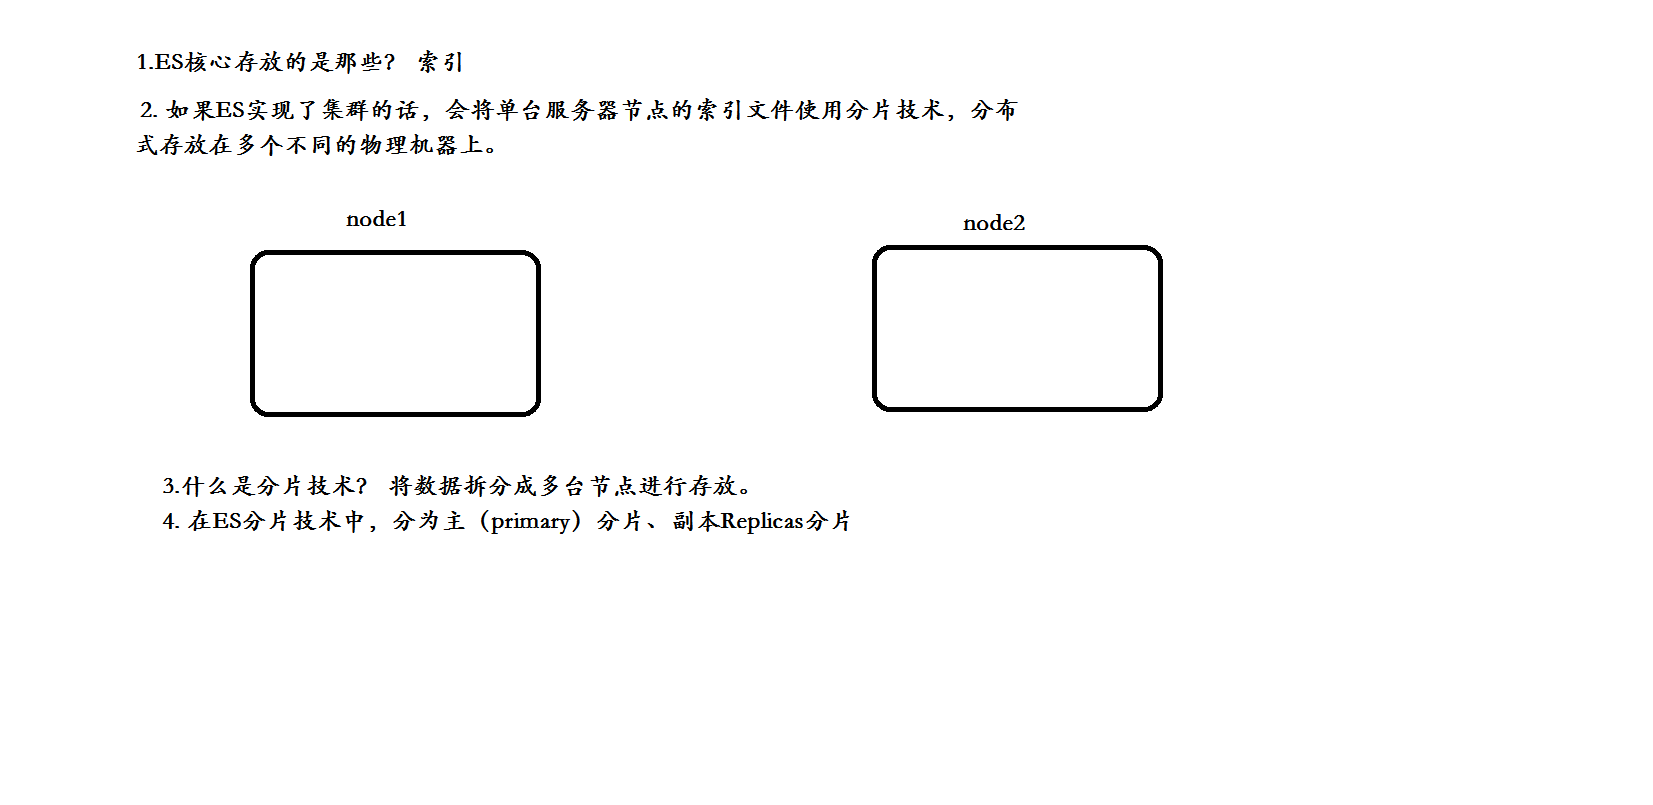 1.ES核心存放的是那些? 索引
2. 如果ES实现了集群的话，会将单台服务器节点的索引文件使用分片技术，分布
式存放在多个不同的物理机器上。
node1
node2
3.什么是分片技术? 将数据拆分成多台节点进行存放。
4. 在ES分片技术中，分为主（primary）分片、副本Replicas分片